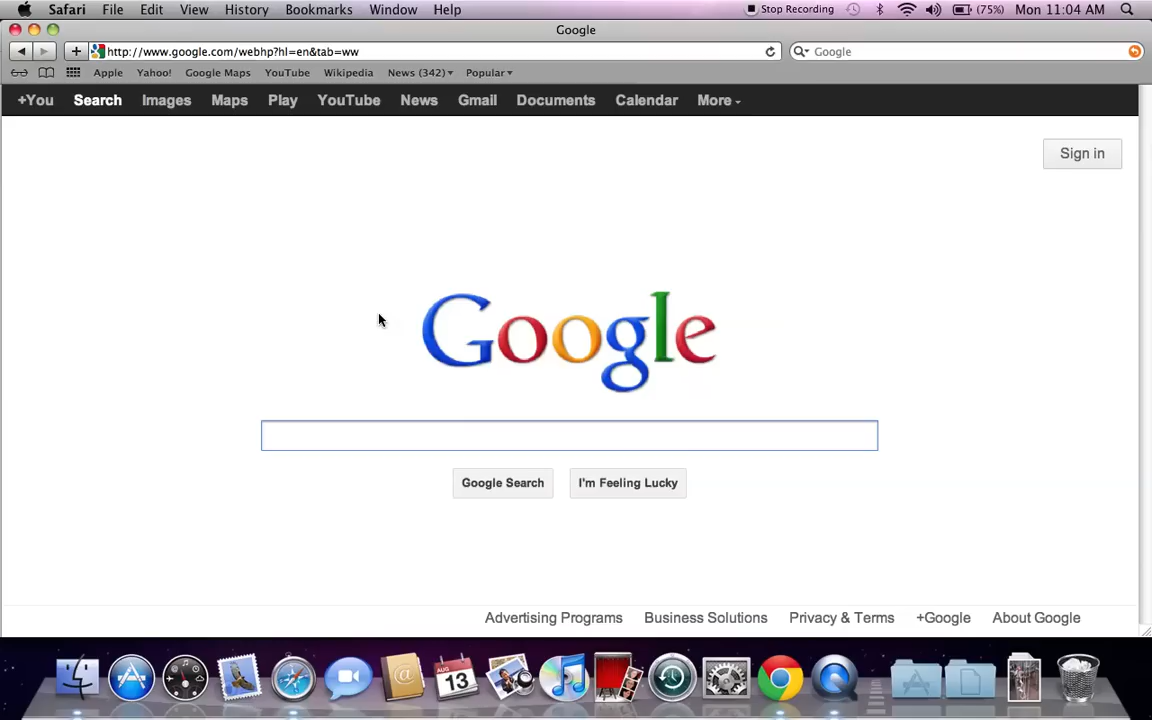 Safari File Edit View History Bookmarks Window Help Stop Recording (75%) Mon 11:04 AM
Google
http://www.google.com/webhp?hl=en&tab=ww Google
Apple Yahoo! Google Maps YouTube Wikipedia News (342) Popular
+You Search Images Maps Play YouTube News Gmail Documents Calendar More
Sign in
Google
Google Search I'm Feeling Lucky
Advertising Programs Business Solutions Privacy & Terms +Google About Google
AUG
13